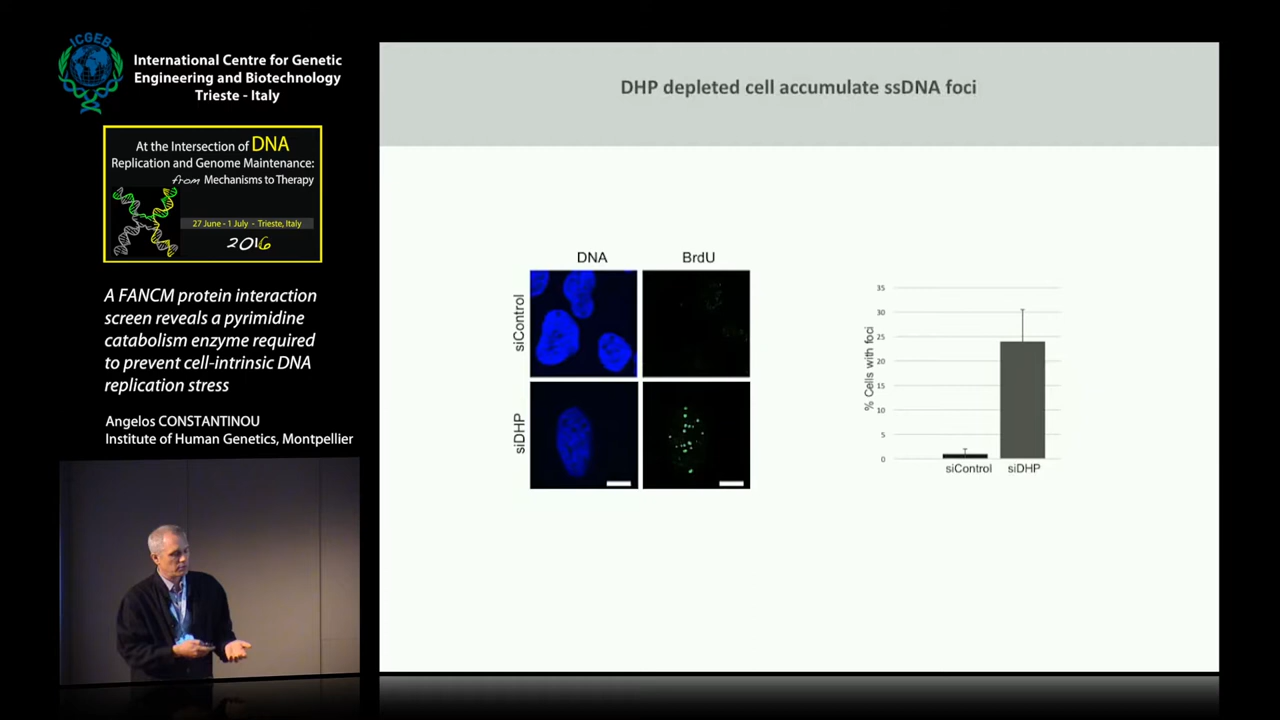 ICGEB
International Centre for Genetic
Engineering and Biotechnology
Trieste - Italy
At the Intersection of DNA
Replication and Genome Maintenance:
from Mechanisms to Therapy
27 June - 1 July - Trieste, Italy
2016
A FANCM protein interaction
screen reveals a pyrimidine
catabolism enzyme required
to prevent cell-intrinsic DNA
replication stress
Angelos CONSTANTINOU
Institute of Human Genetics, Montpellier
DHP depleted cell accumulate ssDNA foci
DNA BrdU
siControl
siDHP
% Cells with foci
35
30
25
20
15
10
5
0
siControl siDHP